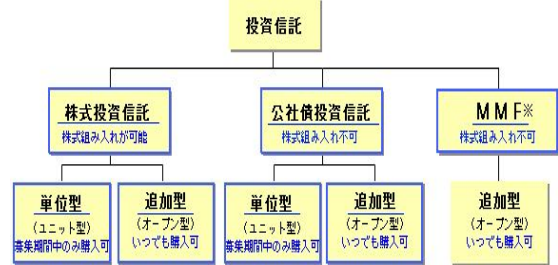 投資信託
株式投資信託
株式組み入れが可能
公社債投資信託
株式組み入れ不可
ＭＭＦ※
株式組み入れ不可
単位型
(ユニット型)
募集期間中のみ購入可
追加型
(オープン型)
いつでも購入可
単位型
(ユニット型)
募集期間中のみ購入可
追加型
(オープン型)
いつでも購入可
追加型
(オープン型)
いつでも購入可